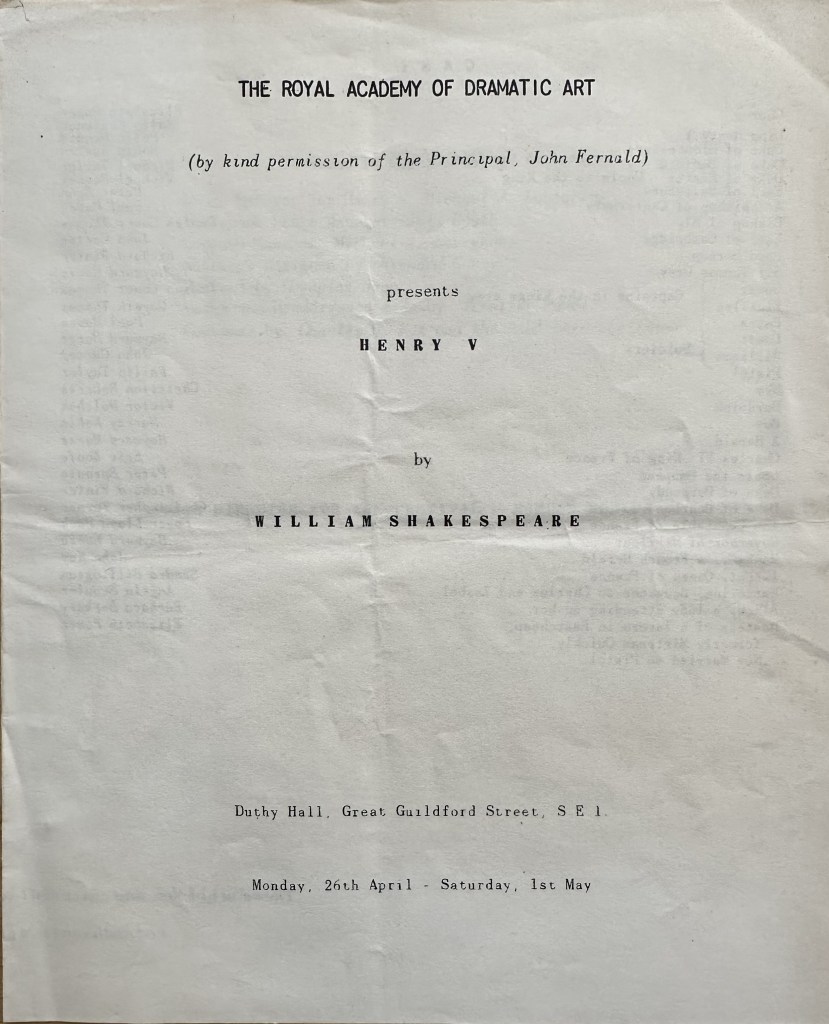 THE ROYAL ACADEMY OF DRAMATIC ART
(by kind permission of the Principal, John Fernald)
presents
HENRY V
by
WILLIAM SHAKESPEARE
Duthy Hall, Great Guildford Street, S E 1.
Monday, 26th April - Saturday, 1st May